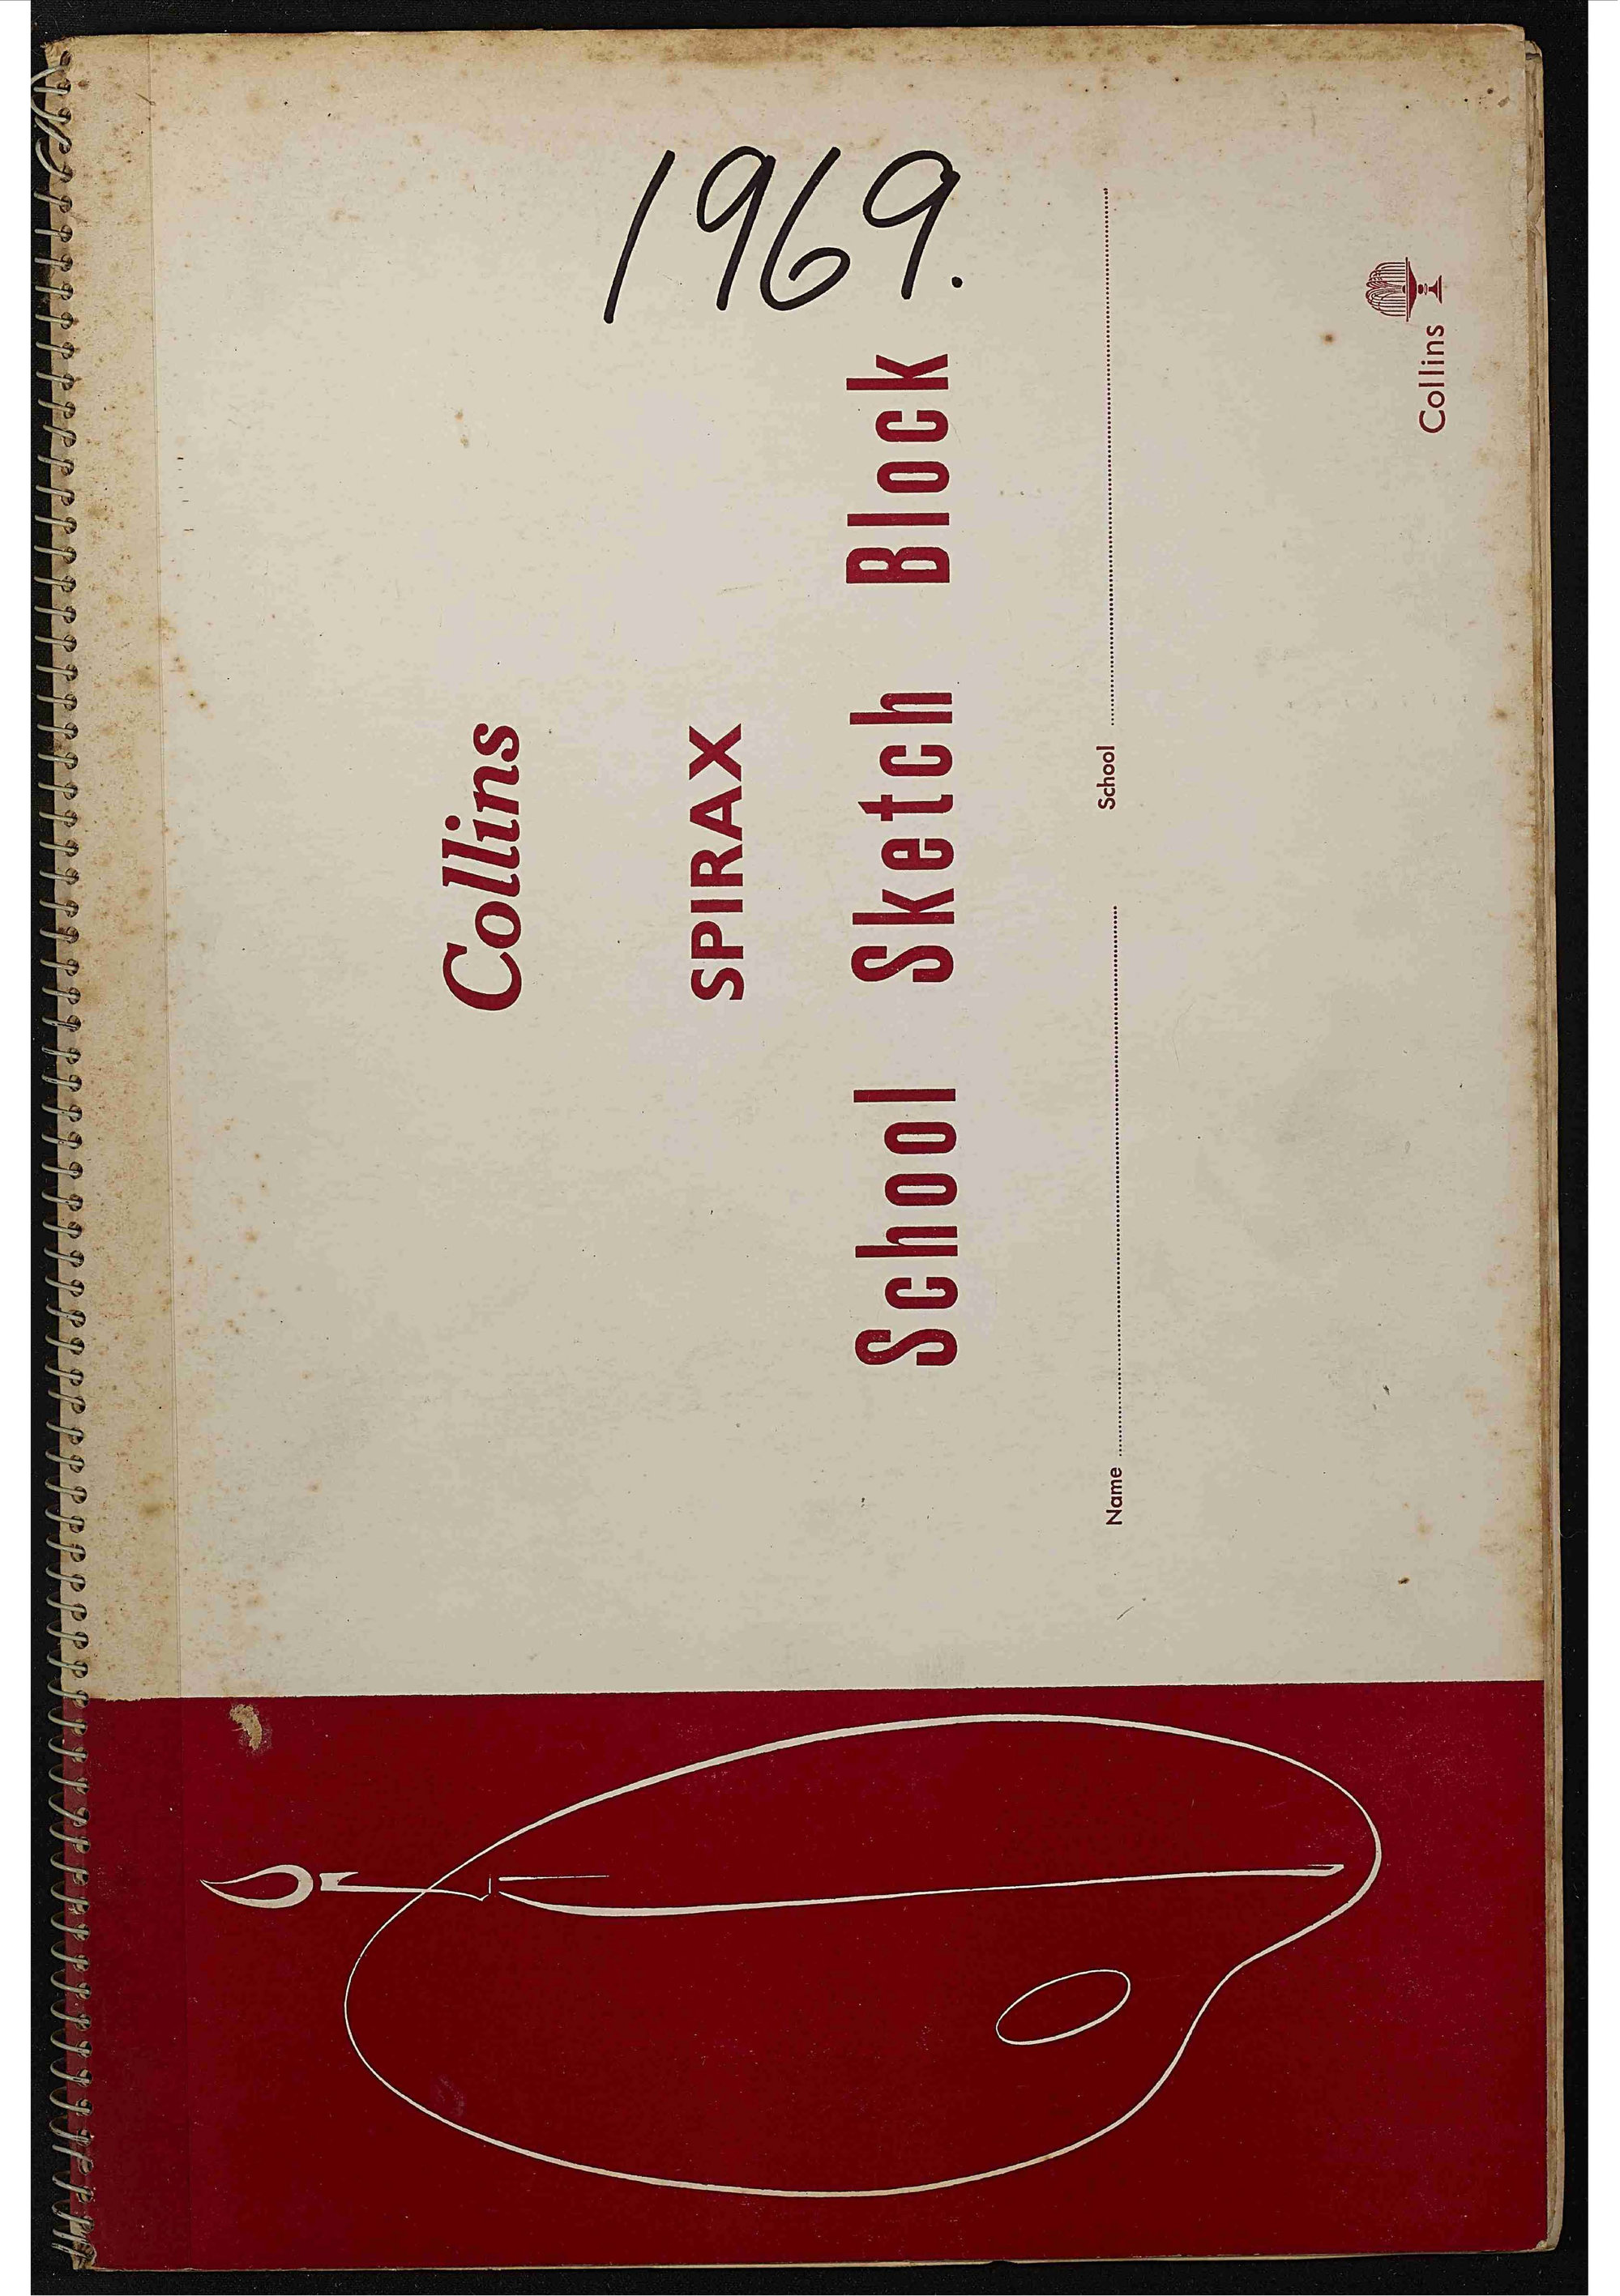 1969.
Collins
SPIRAX
School Sketch Block
Name School
Collins